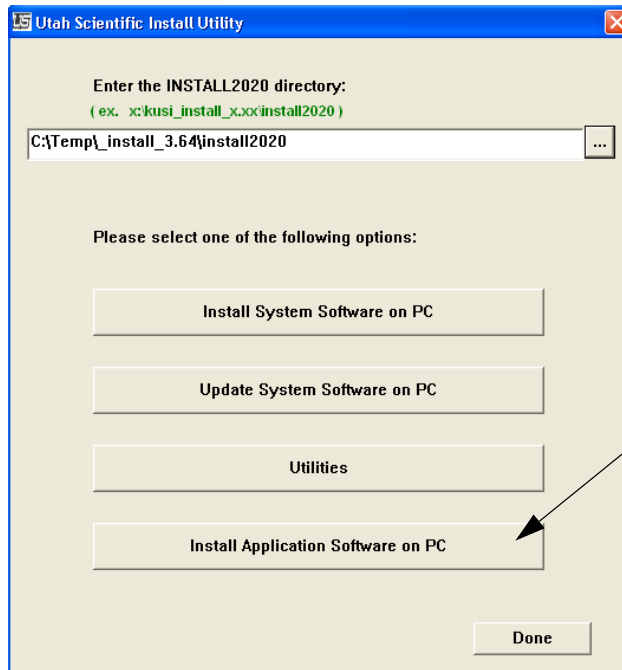 US Utah Scientific Install Utility
Enter the INSTALL2020 directory:
( ex. x:\kusi_install_x.xx\install2020 )
C:\Temp\_install_3.64\install2020
...
Please select one of the following options:
Install System Software on PC
Update System Software on PC
Utilities
Install Application Software on PC
Done